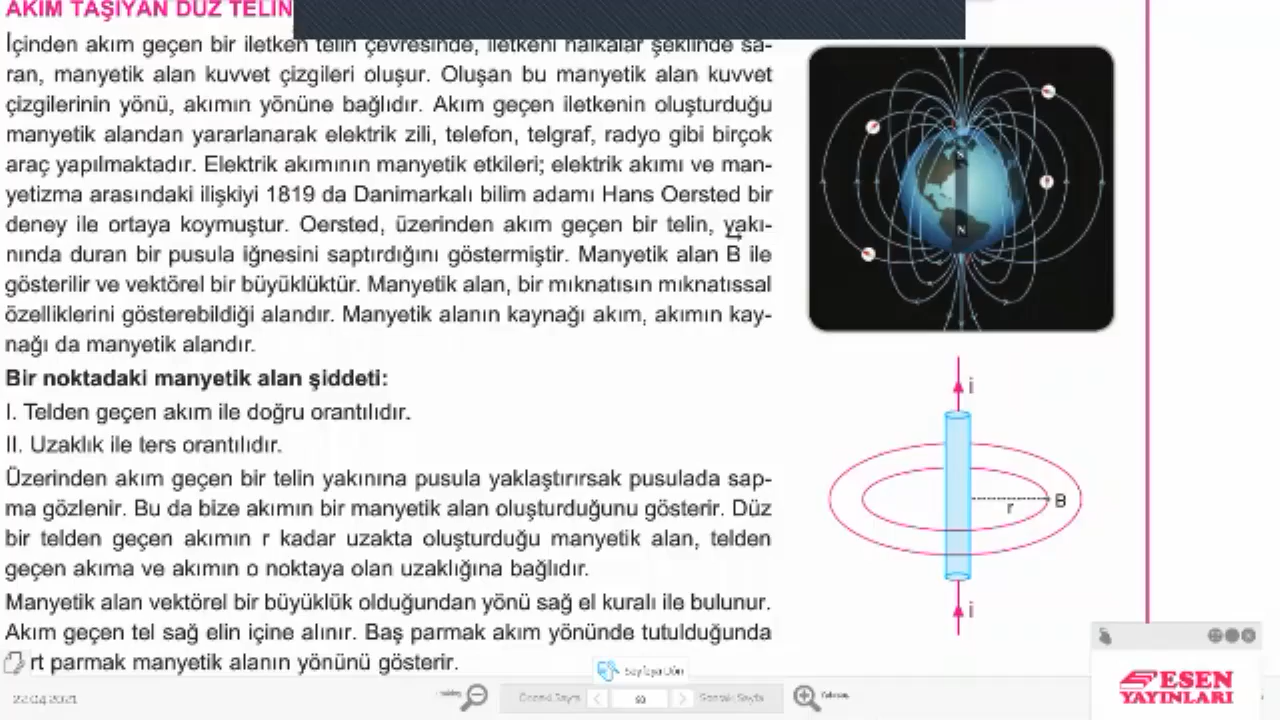 AKIM TAŞIYAN DÜZ TELİN
İçinden akım geçen bir iletken telin çevresinde, iletkeni halkalar şeklinde sa-
ran, manyetik alan kuvvet çizgileri oluşur. Oluşan bu manyetik alan kuvvet
çizgilerinin yönü, akımın yönüne bağlıdır. Akım geçen iletkenin oluşturduğu
manyetik alandan yararlanarak elektrik zili, telefon, telgraf, radyo gibi birçok
araç yapılmaktadır. Elektrik akımının manyetik etkileri; elektrik akımı ve man-
yetizma arasındaki ilişkiyi 1819 da Danimarkalı bilim adamı Hans Oersted bir
deney ile ortaya koymuştur. Oersted, üzerinden akım geçen bir telin, yakı-
nında duran bir pusula iğnesini saptırdığını göstermiştir. Manyetik alan B ile
gösterilir ve vektörel bir büyüklüktür. Manyetik alan, bir mıknatısın mıknatıssal
özelliklerini gösterebildiği alandır. Manyetik alanın kaynağı akım, akımın kay-
nağı da manyetik alandır.
Bir noktadaki manyetik alan şiddeti:
I. Telden geçen akım ile doğru orantılıdır.
II. Uzaklık ile ters orantılıdır.
Üzerinden akım geçen bir telin yakınına pusula yaklaştırırsak pusulada sap-
ma gözlenir. Bu da bize akımın bir manyetik alan oluşturduğunu gösterir. Düz
bir telden geçen akımın r kadar uzakta oluşturduğu manyetik alan, telden
geçen akıma ve akımın o noktaya olan uzaklığına bağlıdır.
Manyetik alan vektörel bir büyüklük olduğundan yönü sağ el kuralı ile bulunur.
Akım geçen tel sağ elin içine alınır. Baş parmak akım yönünde tutulduğunda
rt parmak manyetik alanın yönünü gösterir.
S
N
i
r
B
i
Sayfaya Dön
22.04.2021
Önceki Sayfa
Sonraki Sayfa
ESEN
YAYINLARI